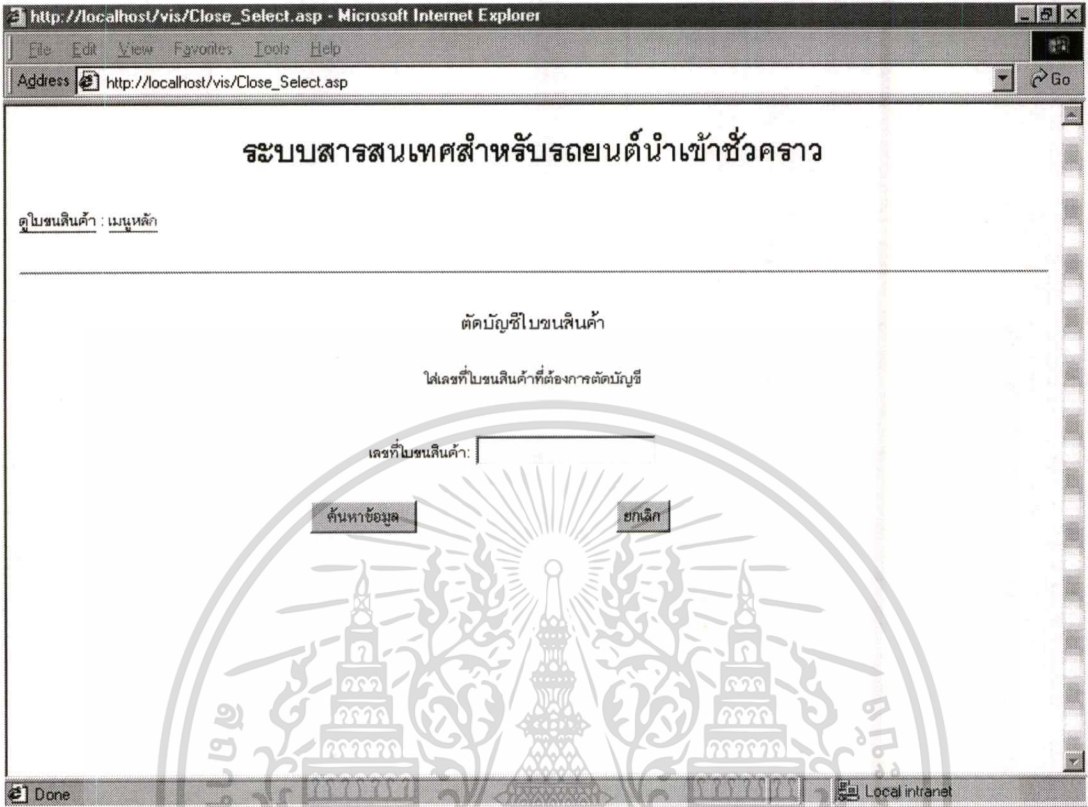 http://localhost/vis/Close_Select.asp - Microsoft Internet Explorer
File Edit View Favorites Tools Help
Address http://localhost/vis/Close_Select.asp Go
ระบบสารสนเทศสำหรับรถยนต์นำเข้าชั่วคราว
ดูใบขนสินค้า : เมนูหลัก
ตัดบัญชีใบขนสินค้า
ใส่เลขที่ใบขนสินค้าที่ต้องการตัดบัญชี
เลขที่ใบขนสินค้า:
ค้นหาข้อมูล ยกเลิก
Done Local intranet